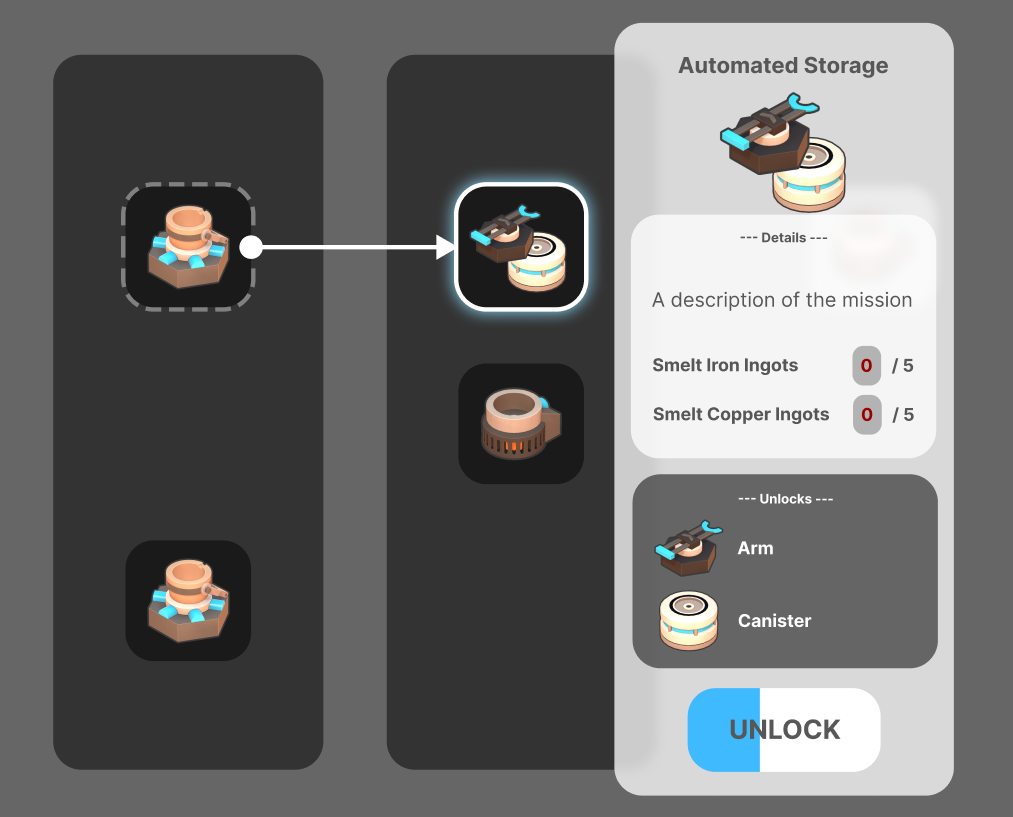 Automated Storage
--- Details ---
A description of the mission
Smelt Iron Ingots 0 / 5
Smelt Copper Ingots 0 / 5
--- Unlocks ---
Arm
Canister
UNLOCK